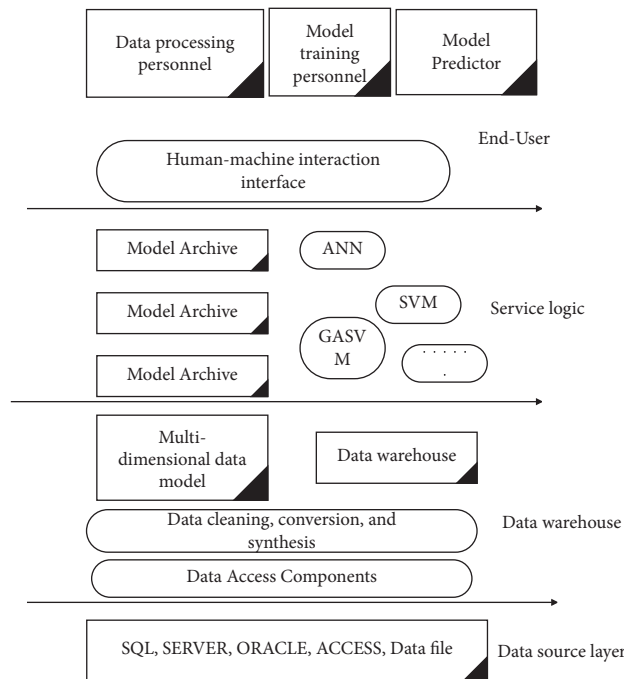 Data processing
personnel
Model
training
personnel
Model
Predictor
End-User
Human-machine interaction
interface
Model Archive
ANN
Model Archive
SVM
Service logic
GASV
M
. . . . .
.
Model Archive
Multi-
dimensional data
model
Data warehouse
Data cleaning, conversion, and
synthesis
Data warehouse
Data Access Components
SQL, SERVER, ORACLE, ACCESS, Data file
Data source layer